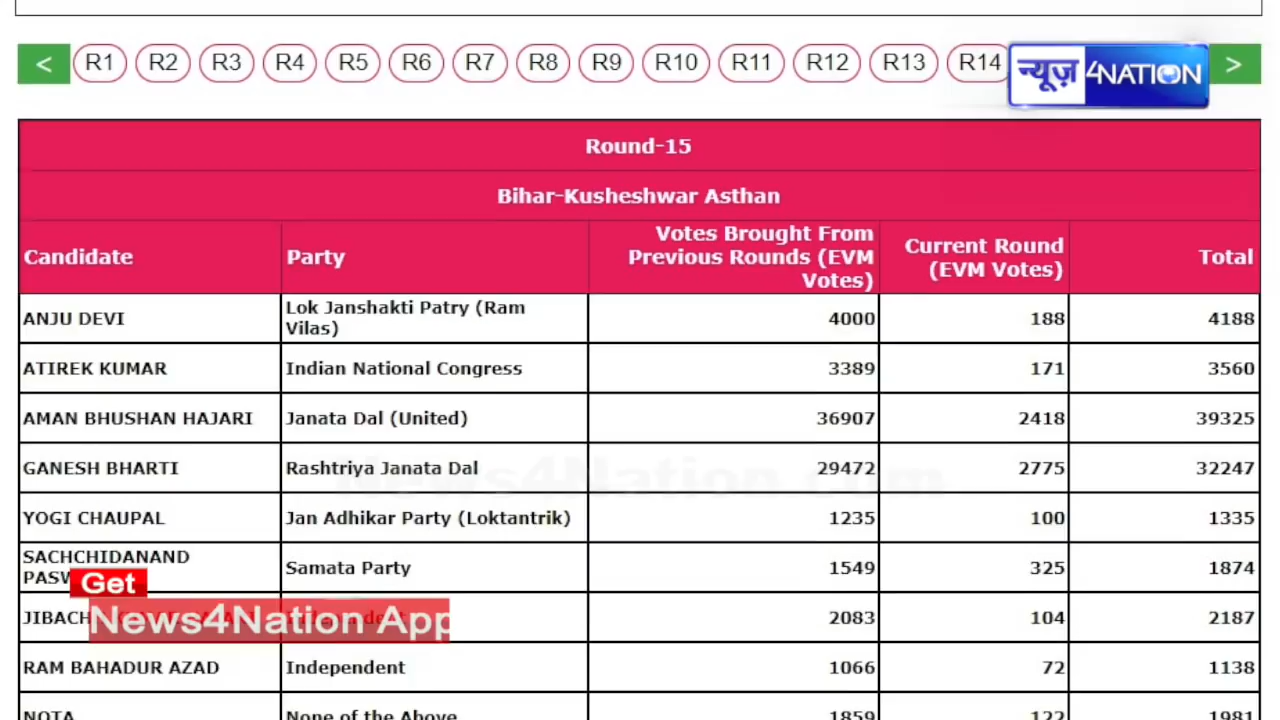 < R1 R2 R3 R4 R5 R6 R7 R8 R9 R10 R11 R12 R13 R14 >
न्यूज़ 4NATION
Round-15
Bihar-Kusheshwar Asthan
Candidate Party Votes Brought From Previous Rounds (EVM Votes) Current Round (EVM Votes) Total
ANJU DEVI Lok Janshakti Patry (Ram Vilas) 4000 188 4188
ATIREK KUMAR Indian National Congress 3389 171 3560
AMAN BHUSHAN HAJARI Janata Dal (United) 36907 2418 39325
GANESH BHARTI Rashtriya Janata Dal 29472 2775 32247
News4Nation.com
YOGI CHAUPAL Jan Adhikar Party (Loktantrik) 1235 100 1335
SACHCHIDANAND Samata Party 1549 325 1874
Get
JIBACH 2083 104 2187
News4Nation App
RAM BAHADUR AZAD Independent 1066 72 1138
NOTA None of the Above 1859 122 1981